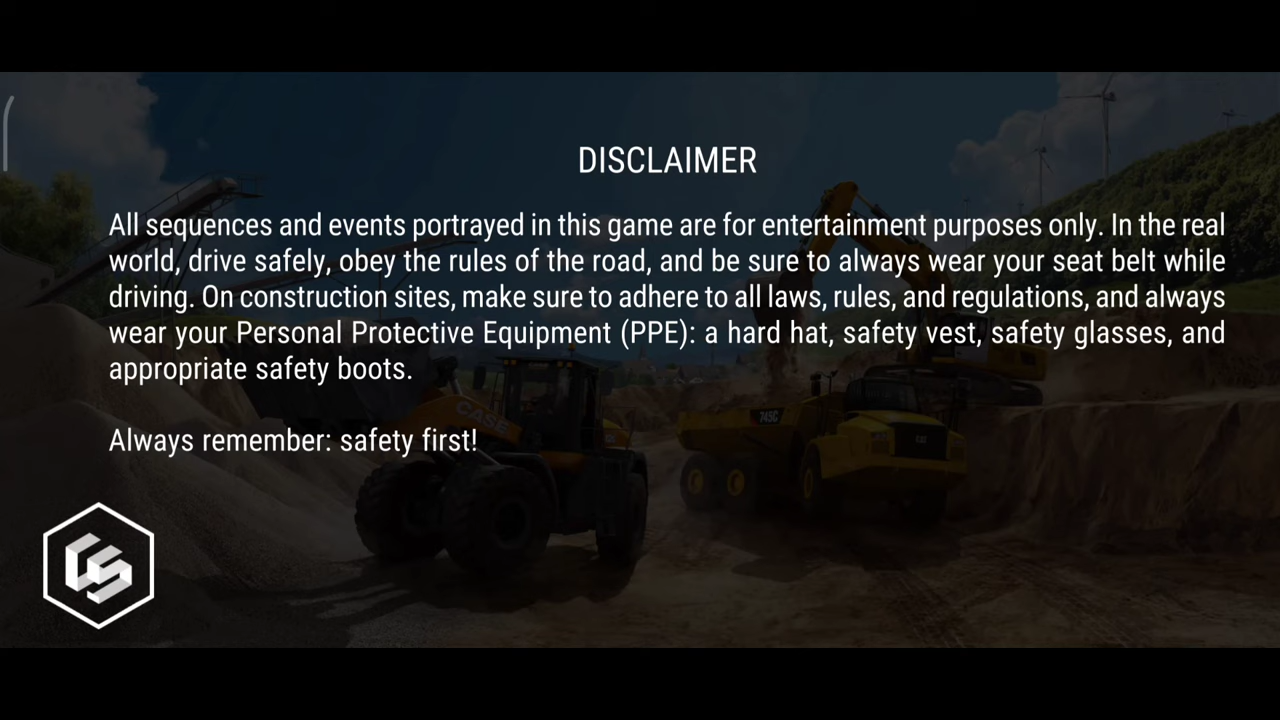 DISCLAIMER
All sequences and events portrayed in this game are for entertainment purposes only. In the real
world, drive safely, obey the rules of the road, and be sure to always wear your seat belt while
driving. On construction sites, make sure to adhere to all laws, rules, and regulations, and always
wear your Personal Protective Equipment (PPE): a hard hat, safety vest, safety glasses, and
appropriate safety boots.
Always remember: safety first!
CASE
745C
CAT
CS